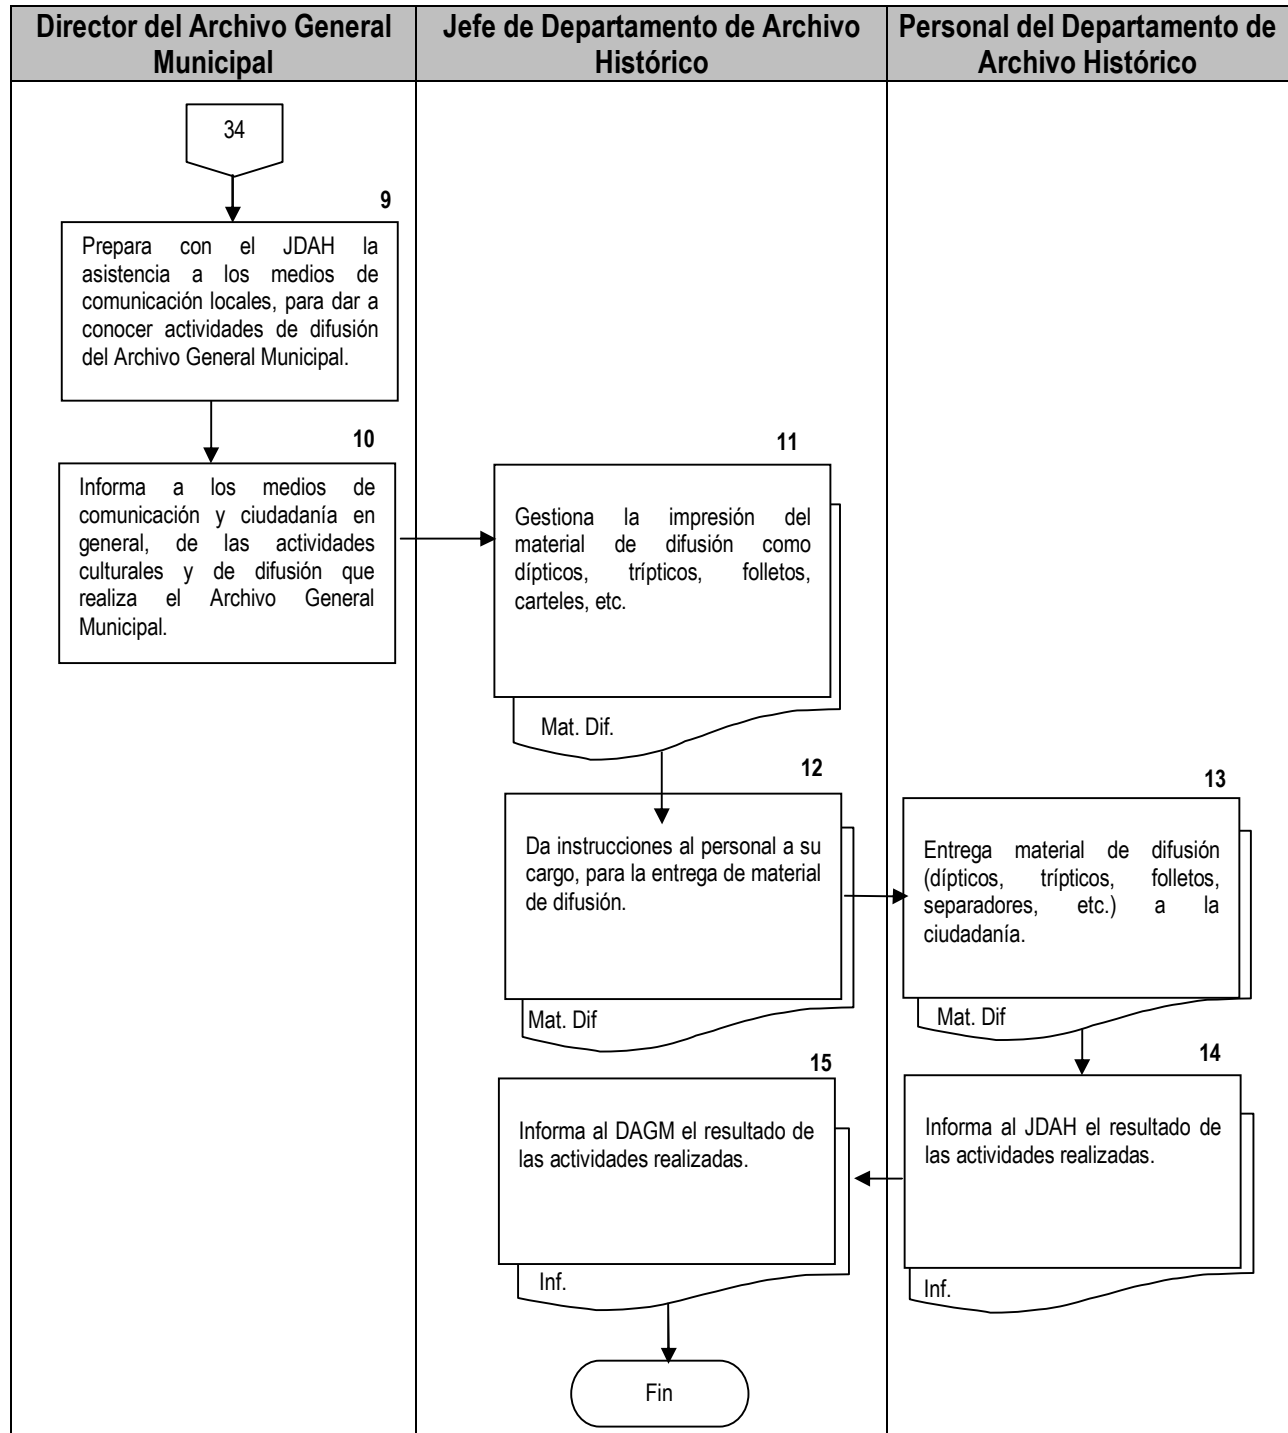 Director del Archivo General
Municipal
Jefe de Departamento de Archivo
Histórico
Personal del Departamento de
Archivo Histórico
34
9
Prepara con el JDAH la
asistencia a los medios de
comunicación locales, para dar a
conocer actividades de difusión
del Archivo General Municipal.
10
Informa a los medios de
comunicación y ciudadanía en
general, de las actividades
culturales y de difusión que
realiza el Archivo General
Municipal.
11
Gestiona la impresión del
material de difusión como
dípticos, trípticos, folletos,
carteles, etc.
Mat. Dif.
12
Da instrucciones al personal a su
cargo, para la entrega de material
de difusión.
Mat. Dif
13
Entrega material de difusión
(dípticos, trípticos, folletos,
separadores, etc.) a la
ciudadanía.
Mat. Dif
14
Informa al JDAH el resultado de
las actividades realizadas.
Inf.
15
Informa al DAGM el resultado de
las actividades realizadas.
Inf.
Fin